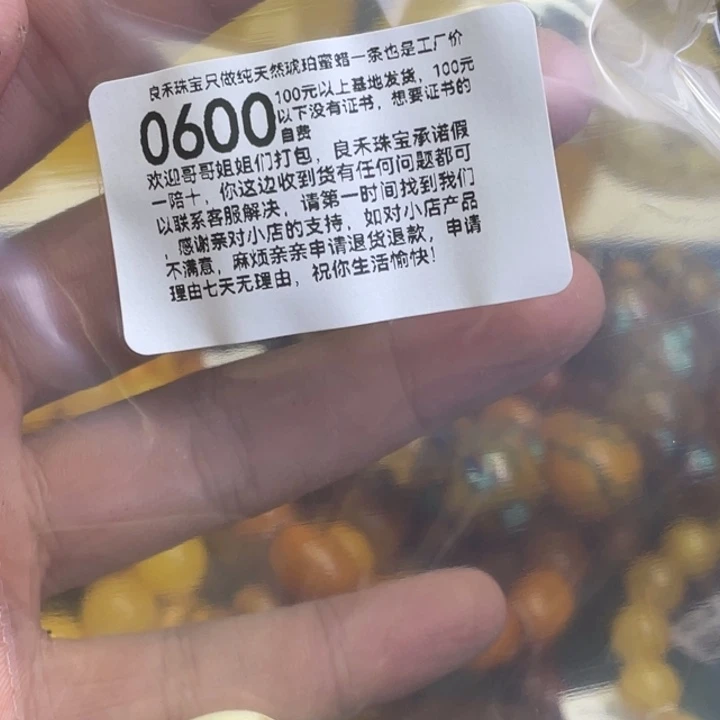 良禾珠宝只做纯天然琥珀蜜蜡一条也是工厂价
0600
100元以上基地发货，100元
以下没有证书，想要证书的
自费
欢迎哥哥姐姐们打包，良禾珠宝承诺假
一陪十，你这边收到货有任何问题都可
以联系客服解决，请第一时间找到我们
，感谢亲对小店的支持，如对小店产品
不满意，麻烦亲亲申请退货退款，申请
理由七天无理由，祝你生活愉快！